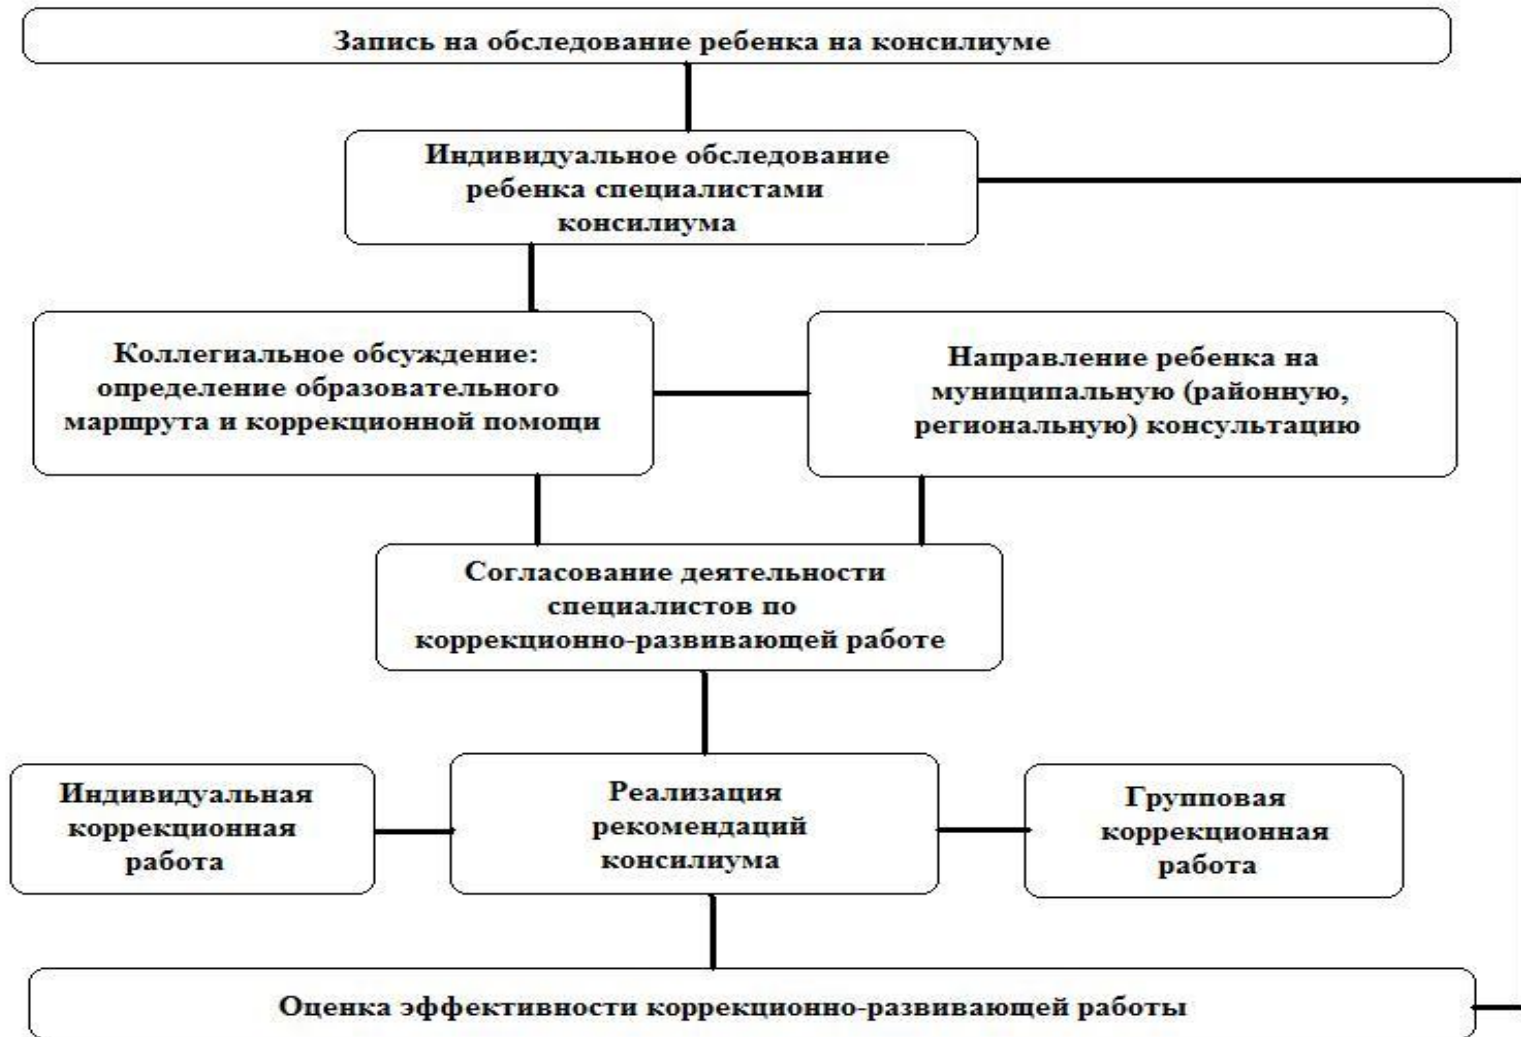 Запись на обследование ребенка на консилиуме
Индивидуальное обследование
ребенка специалистами
консилиума
Коллегиальное обсуждение:
определение образовательного
маршрута и коррекционной помощи
Направление ребенка на
муниципальную (районную,
региональную) консультацию
Согласование деятельности
специалистов по
коррекционно-развивающей работе
Индивидуальная
коррекционная
работа
Реализация
рекомендаций
консилиума
Групповая
коррекционная
работа
Оценка эффективности коррекционно-развивающей работы